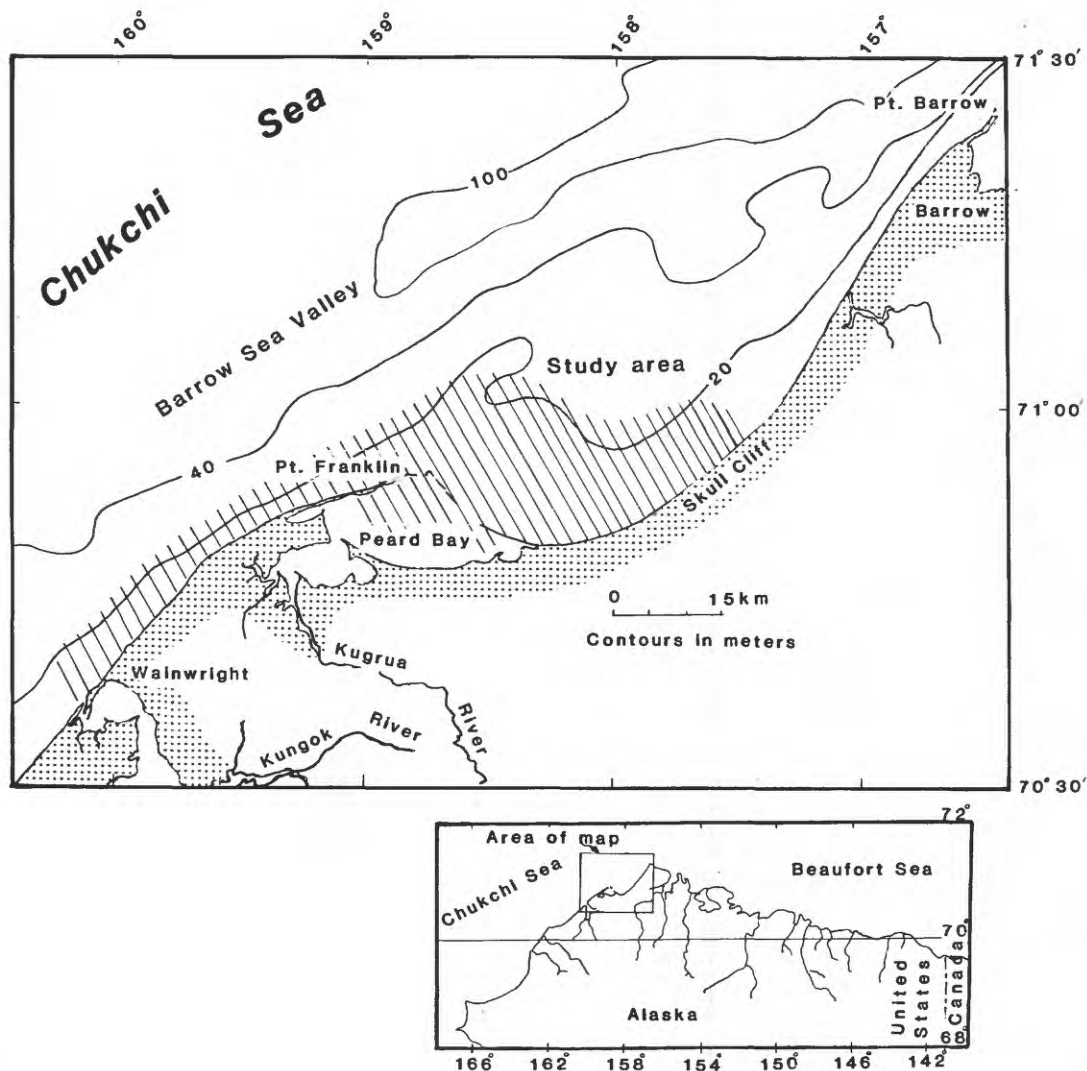 160°
159
158
157
71° 30′
Pt. Barrow
Sea
100
Chukchi
Barrow
Barrow Sea Valley
Study area
20
71° 00′
40
Pt. Franklin
Skull Cliff
Peard Bay
0 15km
Contours in meters
Kugrua River
Wainwright
Kungok River
70° 30′
72°
Area of map
Chukchi Sea
Beaufort Sea
70°
United States
Canada
Alaska
68°
166° 162° 158° 154° 150° 146° 142°